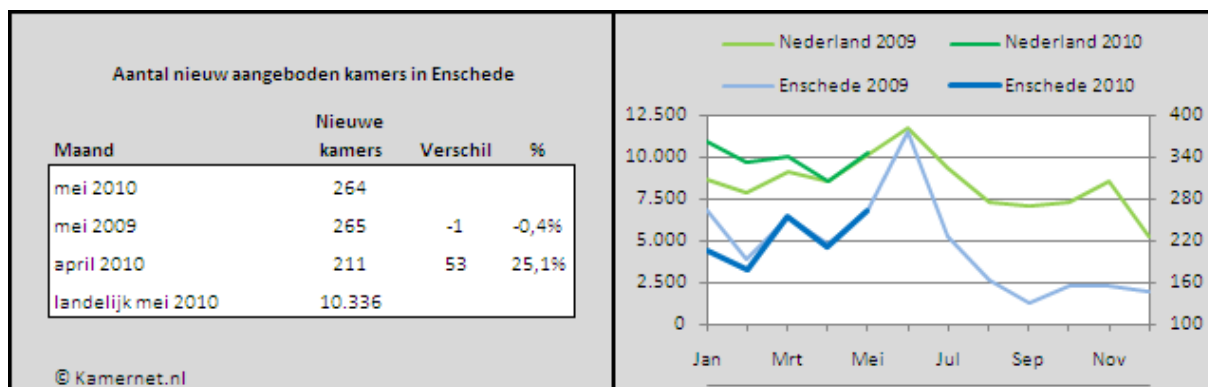 Aantal nieuw aangeboden kamers in Enschede
Nieuwe
Maand kamers Verschil %
mei 2010 264
mei 2009 265 -1 -0,4%
april 2010 211 53 25,1%
landelijk mei 2010 10.336
© Kamernet.nl
Nederland 2009 Nederland 2010
Enschede 2009 Enschede 2010
12.500 400
10.000 340
7.500 280
5.000 220
2.500 160
0 100
Jan Mrt Mei Jul Sep Nov